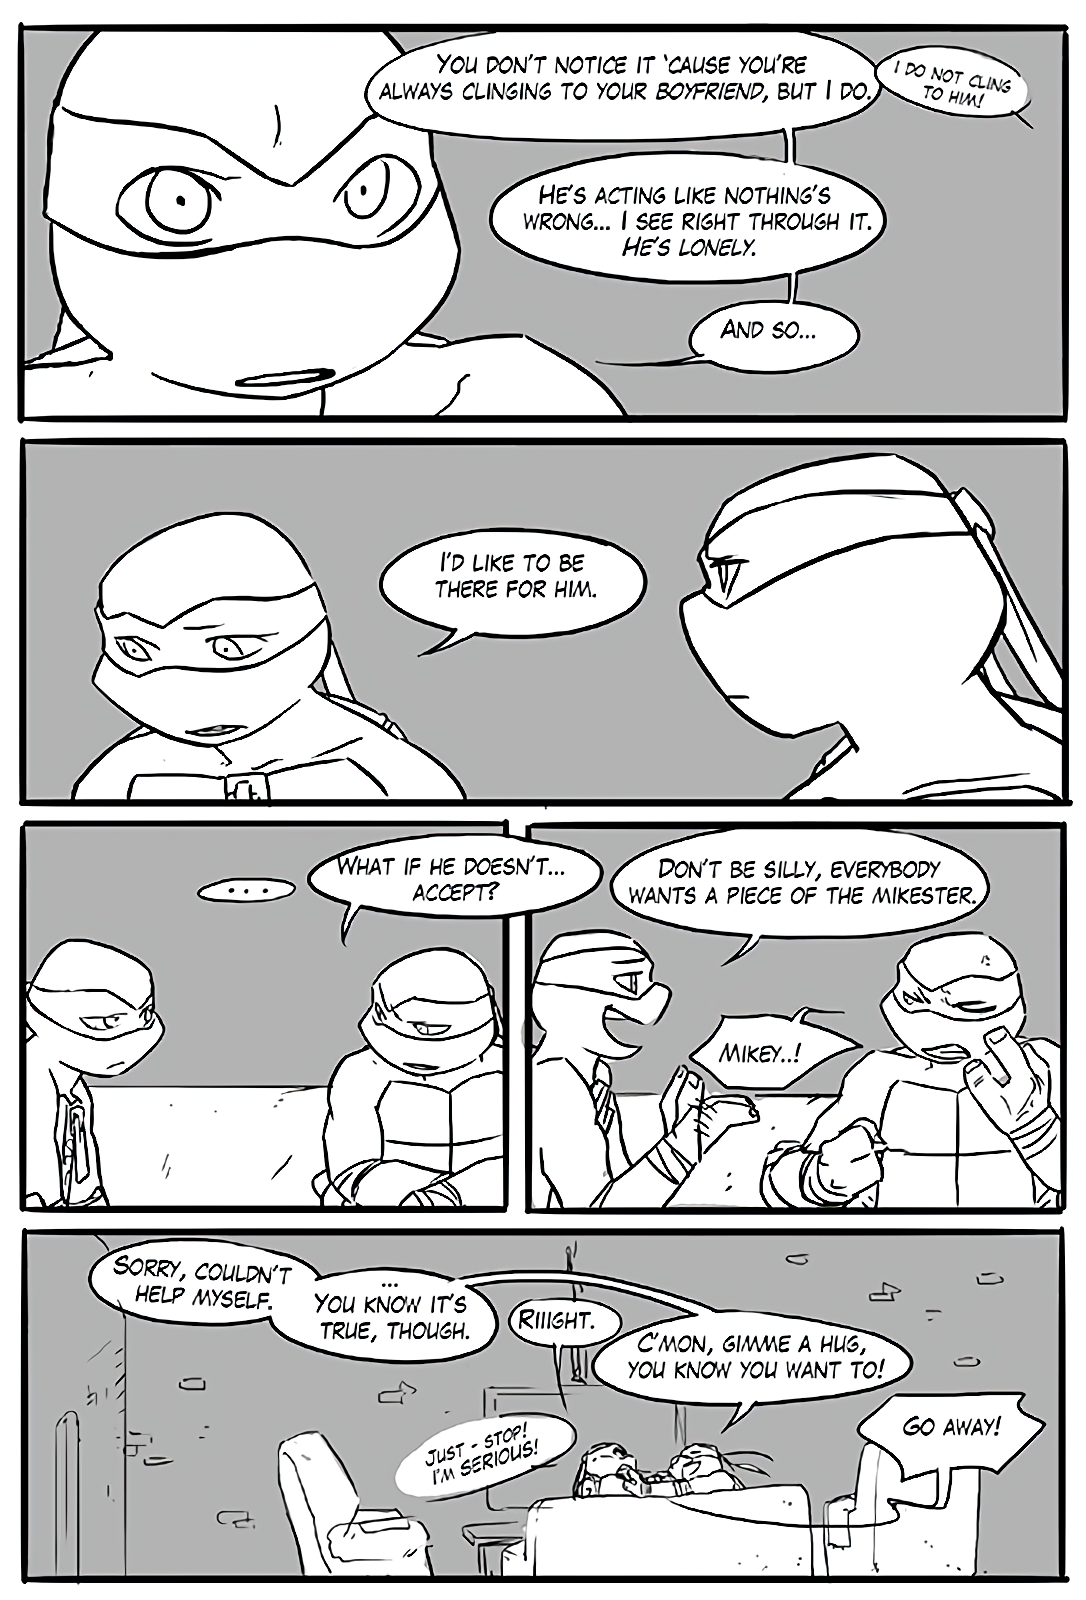 YOU DON'T NOTICE IT 'CAUSE YOU'RE
ALWAYS CLINGING TO YOUR BOYFRIEND, BUT I DO.
I DO NOT CLING
TO HIM!
HE'S ACTING LIKE NOTHING'S
WRONG... I SEE RIGHT THROUGH IT.
HE'S LONELY.
AND SO...
I'D LIKE TO BE
THERE FOR HIM.
...
WHAT IF HE DOESN'T...
ACCEPT?
DON'T BE SILLY, EVERYBODY
WANTS A PIECE OF THE MIKESTER.
MIKEY..!
SORRY, COULDN'T
HELP MYSELF.
...
YOU KNOW IT'S
TRUE, THOUGH.
RIIIGHT.
C'MON, GIMME A HUG,
YOU KNOW YOU WANT TO!
JUST - STOP!
I'M SERIOUS!
GO AWAY!